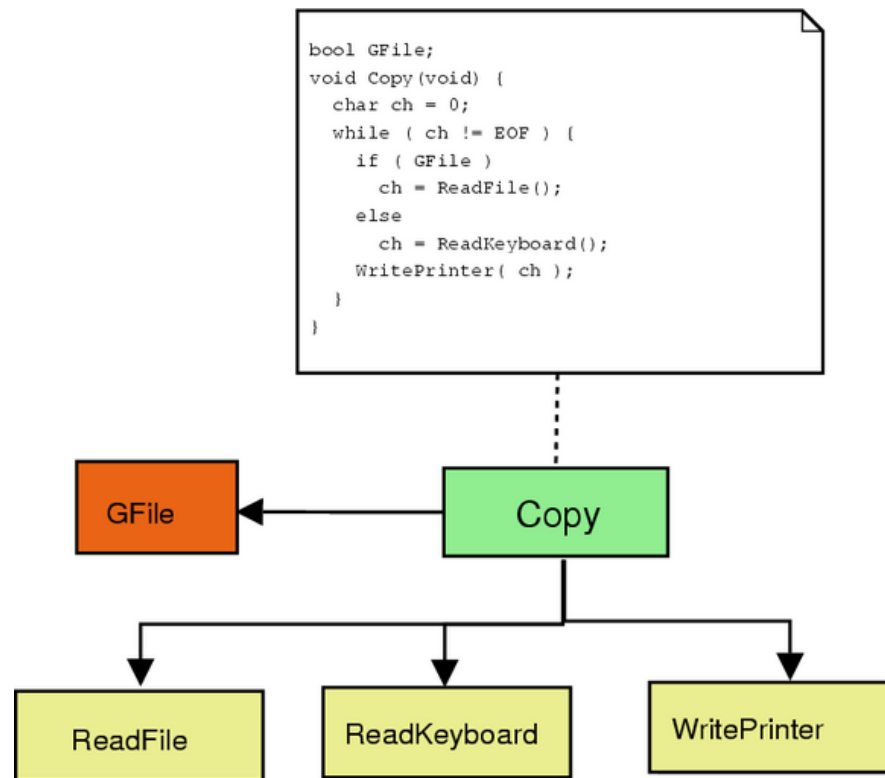 bool GFile;
void Copy(void) {
  char ch = 0;
  while ( ch != EOF ) {
    if ( GFile )
      ch = ReadFile();
    else
      ch = ReadKeyboard();
    WritePrinter( ch );
  }
}
GFile
Copy
ReadFile
ReadKeyboard
WritePrinter